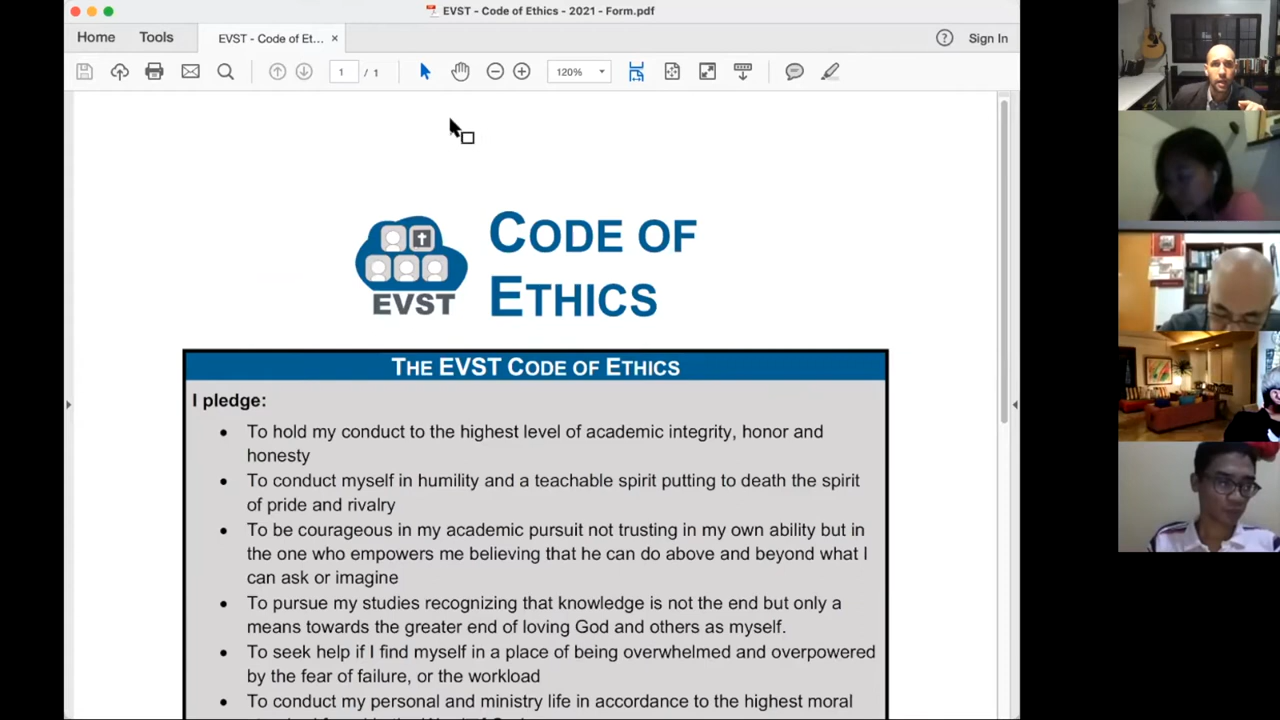 EVST - Code of Ethics - 2021 - Form.pdf
Home
Tools
EVST - Code of Et...
Sign In
1 / 1
120%
EVST
CODE OF
ETHICS
THE EVST CODE OF ETHICS
I pledge:
• To hold my conduct to the highest level of academic integrity, honor and
honesty
• To conduct myself in humility and a teachable spirit putting to death the spirit
of pride and rivalry
• To be courageous in my academic pursuit not trusting in my own ability but in
the one who empowers me believing that he can do above and beyond what I
can ask or imagine
• To pursue my studies recognizing that knowledge is not the end but only a
means towards the greater end of loving God and others as myself.
• To seek help if I find myself in a place of being overwhelmed and overpowered
by the fear of failure, or the workload
• To conduct my personal and ministry life in accordance to the highest moral